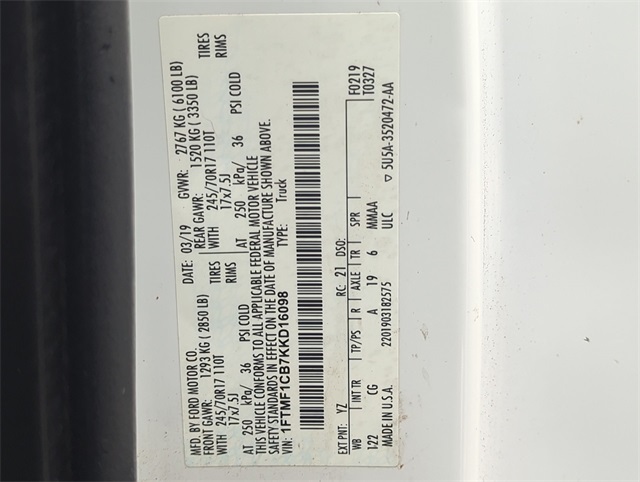 MFD. BY FORD MOTOR CO.
DATE: 03/19 GVWR: 2767 KG ( 6100 LB)
FRONT GAWR: 1293 KG ( 2850 LB)
REAR GAWR: 1520 KG ( 3350 LB)
WITH 245/70R17 110T TIRES
17x7.5J RIMS
AT 250 kPa/ 36 PSI COLD
WITH 245/70R17 110T TIRES
17x7.5J RIMS
AT 250 kPa/ 36 PSI COLD
THIS VEHICLE CONFORMS TO ALL APPLICABLE FEDERAL MOTOR VEHICLE
SAFETY STANDARDS IN EFFECT ON THE DATE OF MANUFACTURE SHOWN ABOVE.
VIN: 1FTMF1CB7KKD16098 TYPE: Truck
F0219
T0327
EXT PNT: YZ RC: 21 DSO:
WB INT TR TP/PS R AXLE TR SPR
122 CG A 19 6 MMAA
MADE IN U.S.A. 2201903182575 ULC
▽ 5U5A-3520472-AA